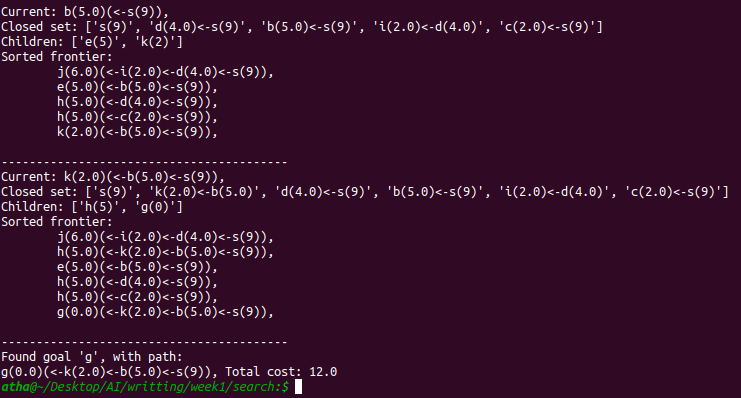 Current: b(5.0)(<-s(9)),
Closed set: ['s(9)', 'd(4.0)<-s(9)', 'b(5.0)<-s(9)', 'i(2.0)<-d(4.0)', 'c(2.0)<-s(9)']
Children: ['e(5)', 'k(2)']
Sorted frontier:
j(6.0)(<-i(2.0)<-d(4.0)<-s(9)),
e(5.0)(<-b(5.0)<-s(9)),
h(5.0)(<-d(4.0)<-s(9)),
h(5.0)(<-c(2.0)<-s(9)),
k(2.0)(<-b(5.0)<-s(9)),
-----------------------------------------
Current: k(2.0)(<-b(5.0)<-s(9)),
Closed set: ['s(9)', 'k(2.0)<-b(5.0)', 'd(4.0)<-s(9)', 'b(5.0)<-s(9)', 'i(2.0)<-d(4.0)', 'c(2.0)<-s(9)']
Children: ['h(5)', 'g(0)']
Sorted frontier:
j(6.0)(<-i(2.0)<-d(4.0)<-s(9)),
h(5.0)(<-k(2.0)<-b(5.0)<-s(9)),
e(5.0)(<-b(5.0)<-s(9)),
h(5.0)(<-d(4.0)<-s(9)),
h(5.0)(<-c(2.0)<-s(9)),
g(0.0)(<-k(2.0)<-b(5.0)<-s(9)),
-----------------------------------------
Found goal 'g', with path:
g(0.0)(<-k(2.0)<-b(5.0)<-s(9)), Total cost: 12.0
atha@~/Desktop/AI/writting/week1/search:$